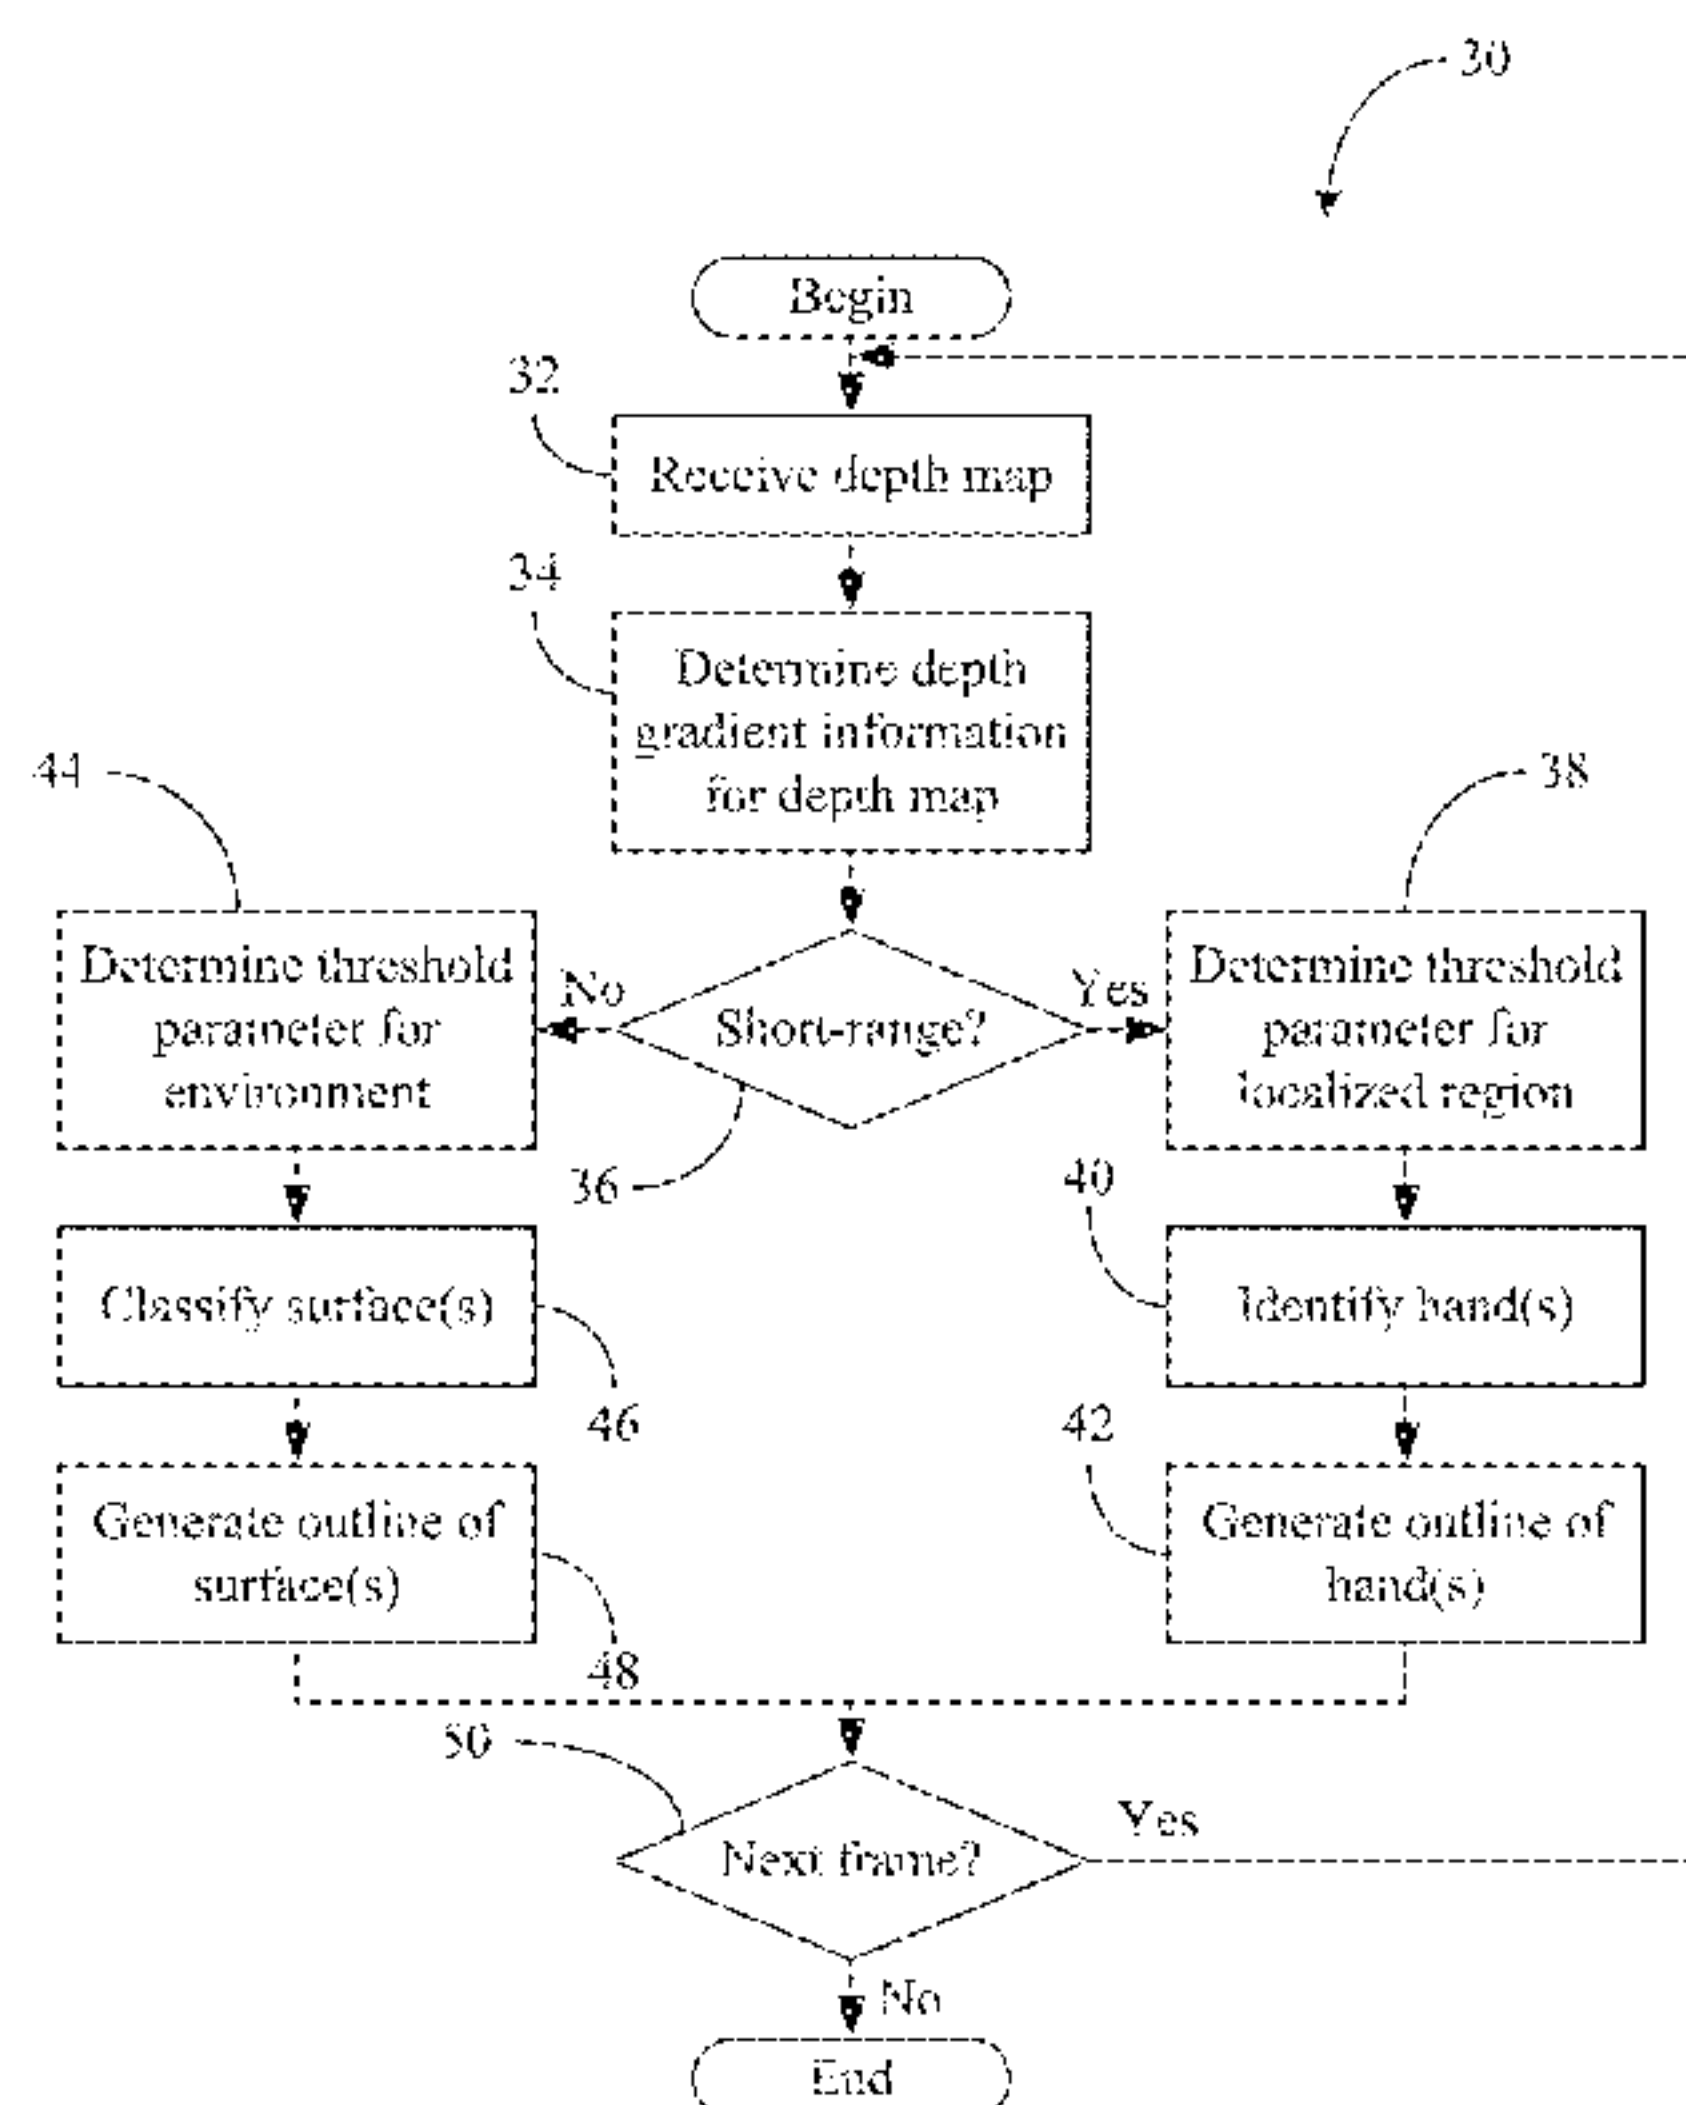 30
Begin
32
Receive depth map
34
Determine depth
gradient information
for depth map
44
38
Determine threshold
parameter for
environment
No
Short-range?
Yes
Determine threshold
parameter for
localized region
36
40
Classify surface(s)
Identify hand(s)
46
42
Generate outline of
surface(s)
Generate outline of
hand(s)
48
50
Next frame?
Yes
No
End